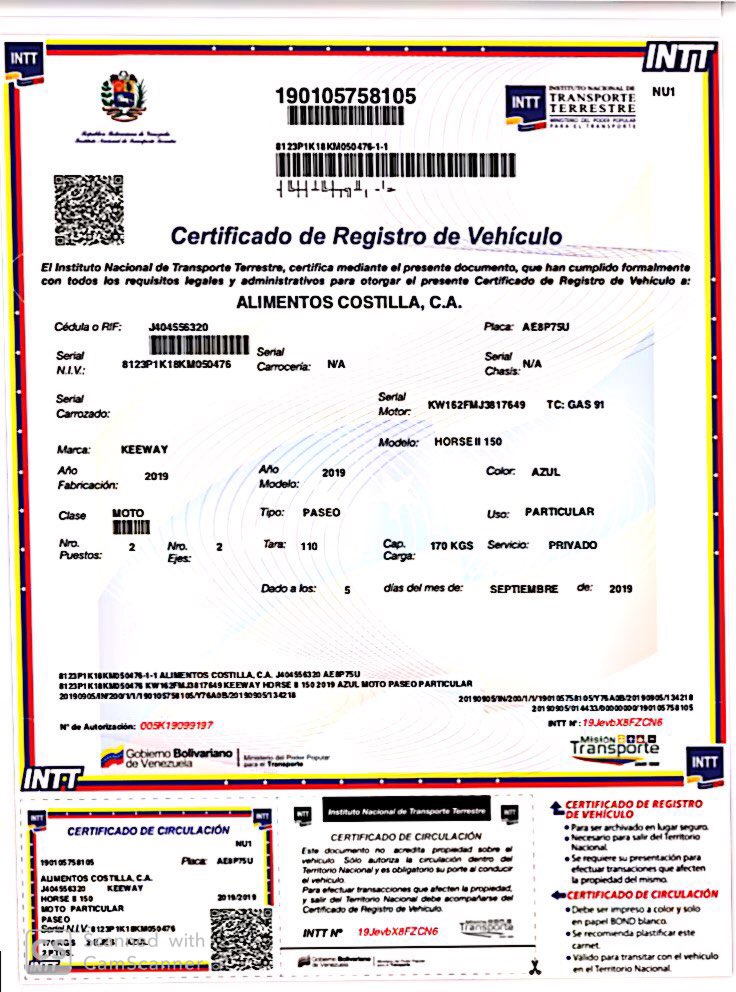 INTT
INTT
República Bolivariana de Venezuela
Instituto Nacional de Transporte Terrestre
190105758105
8123P1K18KM050476-1-1
INTT
INSTITUTO NACIONAL DE
TRANSPORTE
TERRESTRE
MINISTERIO DEL PODER POPULAR
PARA EL TRANSPORTE
NU1
Certificado de Registro de Vehículo
El Instituto Nacional de Transporte Terrestre, certifica mediante el presente documento, que han cumplido formalmente
con todos los requisitos legales y administrativos para otorgar el presente Certificado de Registro de Vehículo a:
ALIMENTOS COSTILLA, C.A.
Cédula o RIF: J404556320 Placa: AE8P75U
Serial N.I.V.: 8123P1K18KM050476 Serial Carrocería: N/A Serial Chasis: N/A
Serial Carrozado: Serial Motor: KW162FMJ3817649 TC: GAS 91
Marca: KEEWAY Modelo: HORSE II 150
Año Fabricación: 2019 Año Modelo: 2019 Color: AZUL
Clase MOTO Tipo: PASEO Uso: PARTICULAR
Nro. Puestos: 2 Nro. Ejes: 2 Tara: 110 Cap. Carga: 170 KGS Servicio: PRIVADO
Dado a los: 5 días del mes de: SEPTIEMBRE de: 2019
8123P1K18KM050476-1-1 ALIMENTOS COSTILLA, C.A. J404556320 AE8P75U
8123P1K18KM050476 KW162FMJ3817649 KEEWAY HORSE II 150 2019 AZUL MOTO PASEO PARTICULAR
20190905/IN/200/1/1/190105758105/Y76A0B/20190905/134218
20190905/IN/200/1/1/190105758105/Y76A0B/20190905/134218
20190905/014433/00000000/190105758105
N° de Autorización: 005K19099197
INTT N°: 19JevbX8FZCN6
Gobierno Bolivariano
de Venezuela
Ministerio del Poder Popular
para el Transporte
Misión
Transporte
INTT
INTT
INTT
INTT
CERTIFICADO DE CIRCULACIÓN
NU1
190105758105 Placa: AE8P75U
ALIMENTOS COSTILLA, C.A.
J404556320 KEEWAY
HORSE II 150 2019/2019
MOTO PARTICULAR
PASEO
Serial N.I.V: 8123P1K18KM050476
170 KGS 2 EJES AZUL
2 PTOS
INTT
Scanned with
CamScanner
INTT
Instituto Nacional de Transporte Terrestre
INTT
CERTIFICADO DE CIRCULACIÓN
Este documento no acredita propiedad sobre el
vehículo. Sólo autoriza la circulación dentro del
Territorio Nacional y es obligatorio su porte al conducir
el vehículo.
Para efectuar transacciones que afecten la propiedad,
y salir del Territorio Nacional debe acompañarse del
Certificado de Registro de Vehículo.
INTT N° 19JevbX8FZCN6
Transporte
Gobierno Bolivariano
de Venezuela
CERTIFICADO DE REGISTRO
DE VEHÍCULO
• Para ser archivado en lugar seguro.
• Necesario para salir del Territorio
Nacional.
• Se requiere su presentación para
efectuar transacciones que afecten
la propiedad del mismo.
CERTIFICADO DE CIRCULACIÓN
• Debe ser impreso a color y solo
en papel BOND blanco.
• Se recomienda plastificar este
carnet.
• Válido para transitar con el vehículo
en el Territorio Nacional.